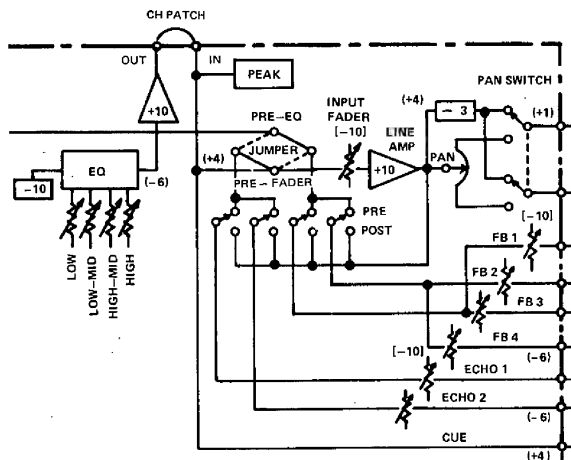 CH PATCH
OUT
IN
PEAK
PAN SWITCH
+10
PRE-EQ
INPUT
FADER
[-10]
(+4)
- 3
(+1)
LINE
AMP
JUMPER
(+4)
+10
PAN
EQ
(-6)
-10
PRE-FADER
PRE
POST
[-10]
LOW
LOW-MID
HIGH-MID
HIGH
FB 1
FB 2
FB 3
FB 4
[-10]
(-6)
ECHO 1
ECHO 2
(-6)
CUE
(+4)